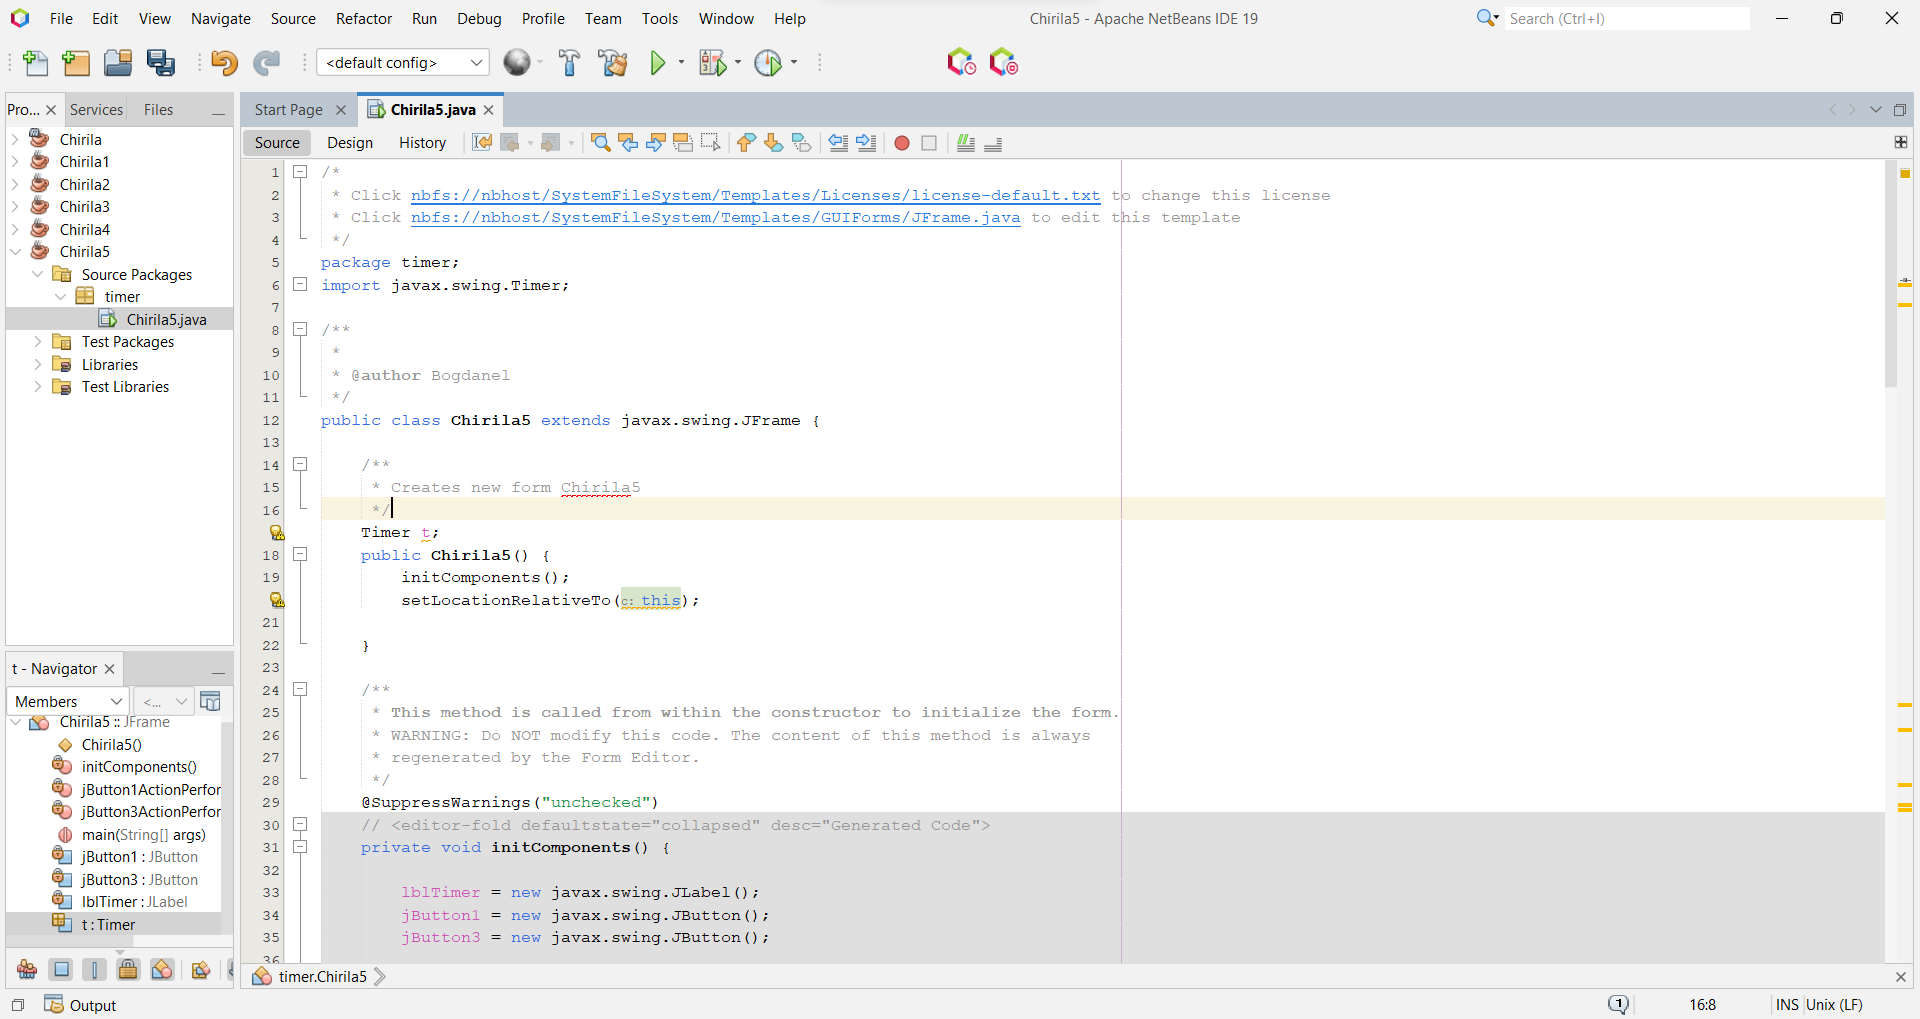 File Edit View Navigate Source Refactor Run Debug Profile Team Tools Window Help
Chirila5 - Apache NetBeans IDE 19
Search (Ctrl+I)
<default config>
Pro... Services Files
Start Page Chirila5.java
Source Design History
Chirila
Chirila1
Chirila2
Chirila3
Chirila4
Chirila5
Source Packages
timer
Chirila5.java
Test Packages
Libraries
Test Libraries
1 /*
2 * Click nbfs://nbhost/SystemFileSystem/Templates/Licenses/license-default.txt to change this license
3 * Click nbfs://nbhost/SystemFileSystem/Templates/GUIForms/JFrame.java to edit this template
4 */
5 package timer;
6 import javax.swing.Timer;
7
8 /**
9 *
10 * @author Bogdanel
11 */
12 public class Chirila5 extends javax.swing.JFrame {
13
14 /**
15 * Creates new form Chirila5
16 */
Timer t;
18 public Chirila5() {
19 initComponents();
setLocationRelativeTo(c: this);
21
22 }
23
24 /**
25 * This method is called from within the constructor to initialize the form.
26 * WARNING: Do NOT modify this code. The content of this method is always
27 * regenerated by the Form Editor.
28 */
29 @SuppressWarnings("unchecked")
30 // <editor-fold defaultstate="collapsed" desc="Generated Code">
31 private void initComponents() {
32
33 lblTimer = new javax.swing.JLabel();
34 jButton1 = new javax.swing.JButton();
35 jButton3 = new javax.swing.JButton();
36
t - Navigator
Members <...
Chirila5 :: JFrame
Chirila5()
initComponents()
jButton1ActionPerfor
jButton3ActionPerfor
main(String[] args)
jButton1 : JButton
jButton3 : JButton
lblTimer : JLabel
t : Timer
timer.Chirila5
Output
1 16:8 INS Unix (LF)